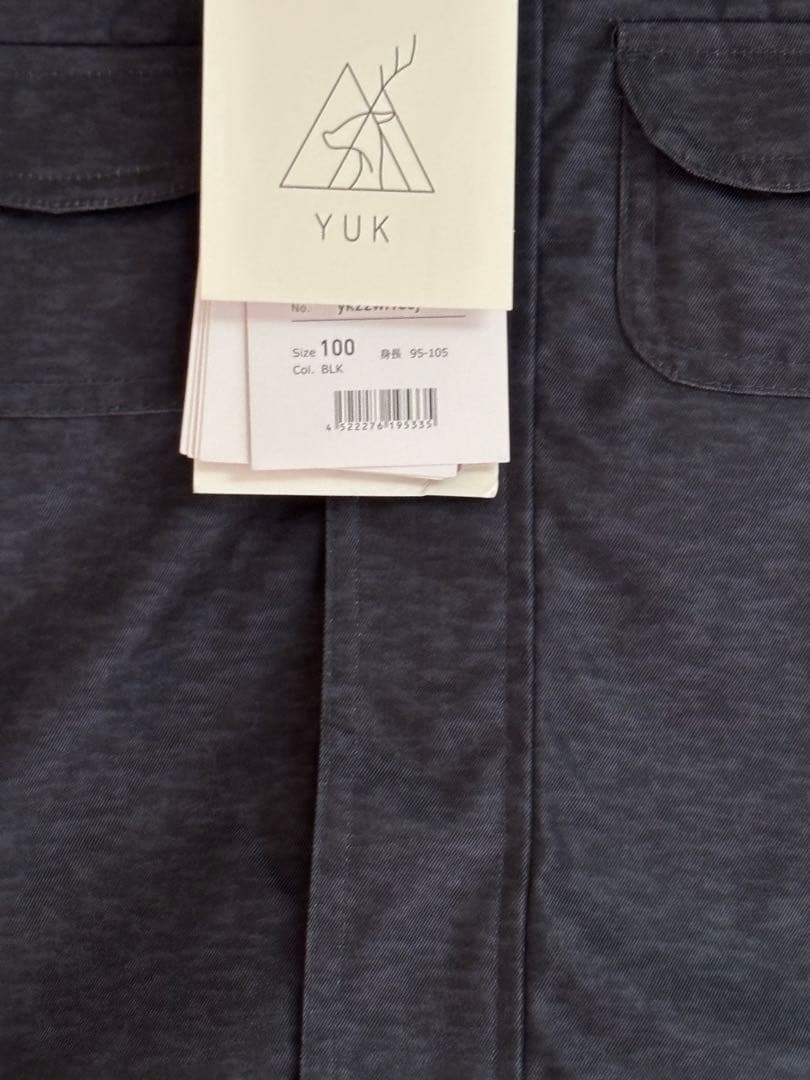 YUK
No.
Size 100 身長 95-105
Col. BLK
4 522276 195335